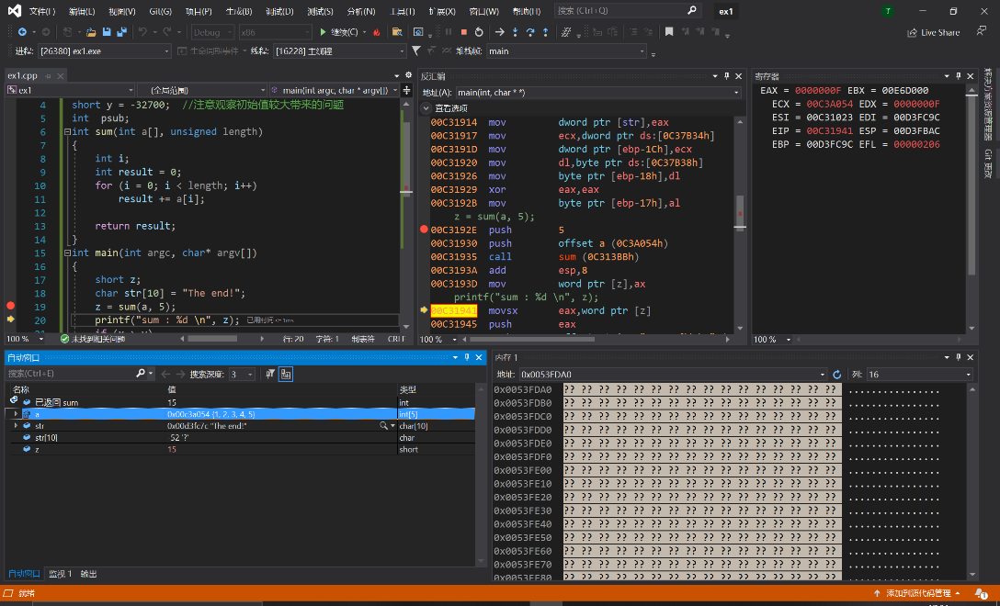 文件(F) 编辑(E) 视图(V) Git(G) 项目(P) 生成(B) 调试(D) 测试(S) 分析(N) 工具(T) 扩展(X) 窗口(W) 帮助(H) 搜索 (Ctrl+Q) ex1 T
Debug x86 继续(C) Live Share
进程: [26380] ex1.exe 生命周期事件 线程: [16228] 主线程 堆栈帧: main
ex1.cpp
ex1 (全局范围) main(int argc, char * argv[])
4 short y = -32700; //注意观察初始值较大带来的问题
5 int psub;
6 int sum(int a[], unsigned length)
7 {
8 int i;
9 int result = 0;
10 for (i = 0; i < length; i++)
11 result += a[i];
12
13 return result;
14 }
15 int main(int argc, char* argv[])
16 {
17 short z;
18 char str[10] = "The end!";
19 z = sum(a, 5);
20 printf("sum : %d \n", z); 已用时间 <= 1ms
100 % 未找到相关问题 行: 20 字符: 1 制表符 CRLF
反汇编
地址(A): main(int, char * *)
查看选项
00C31914 mov dword ptr [str],eax
00C31917 mov ecx,dword ptr ds:[0C37B34h]
00C3191D mov dword ptr [ebp-1Ch],ecx
00C31920 mov dl,byte ptr ds:[0C37B38h]
00C31926 mov byte ptr [ebp-18h],dl
00C31929 xor eax,eax
00C3192B mov byte ptr [ebp-17h],al
z = sum(a, 5);
00C3192E push 5
00C31930 push offset a (0C3A054h)
00C31935 call sum (0C313BBh)
00C3193A add esp,8
00C3193D mov word ptr [z],ax
printf("sum : %d \n", z);
00C31941 movsx eax,word ptr [z]
00C31945 push eax
100 %
寄存器
EAX = 0000000F EBX = 00E6D000
ECX = 00C3A054 EDX = 0000000F
ESI = 00C31023 EDI = 00D3FC9C
EIP = 00C31941 ESP = 00D3FBAC
EBP = 00D3FC9C EFL = 00000206
100 %
解决方案资源管理器
Git 更改
自动窗口
搜索(Ctrl+E) 搜索深度: 3
名称 值 类型
已返回 sum 15 int
a 0x00c3a054 {1, 2, 3, 4, 5} int[5]
str 0x00d3fc7c "The end!" char[10]
str[10] -52 '?' char
z 15 short
自动窗口 监视 1 输出
内存 1
地址: 0x0053FDA0 列: 16
0x0053FDA0 ?? ?? ?? ?? ?? ?? ?? ?? ?? ?? ?? ?? ?? ?? ?? ?? ................
0x0053FDB0 ?? ?? ?? ?? ?? ?? ?? ?? ?? ?? ?? ?? ?? ?? ?? ?? ................
0x0053FDC0 ?? ?? ?? ?? ?? ?? ?? ?? ?? ?? ?? ?? ?? ?? ?? ?? ................
0x0053FDD0 ?? ?? ?? ?? ?? ?? ?? ?? ?? ?? ?? ?? ?? ?? ?? ?? ................
0x0053FDE0 ?? ?? ?? ?? ?? ?? ?? ?? ?? ?? ?? ?? ?? ?? ?? ?? ................
0x0053FDF0 ?? ?? ?? ?? ?? ?? ?? ?? ?? ?? ?? ?? ?? ?? ?? ?? ................
0x0053FE00 ?? ?? ?? ?? ?? ?? ?? ?? ?? ?? ?? ?? ?? ?? ?? ?? ................
0x0053FE10 ?? ?? ?? ?? ?? ?? ?? ?? ?? ?? ?? ?? ?? ?? ?? ?? ................
0x0053FE20 ?? ?? ?? ?? ?? ?? ?? ?? ?? ?? ?? ?? ?? ?? ?? ?? ................
0x0053FE30 ?? ?? ?? ?? ?? ?? ?? ?? ?? ?? ?? ?? ?? ?? ?? ?? ................
0x0053FE40 ?? ?? ?? ?? ?? ?? ?? ?? ?? ?? ?? ?? ?? ?? ?? ?? ................
0x0053FE50 ?? ?? ?? ?? ?? ?? ?? ?? ?? ?? ?? ?? ?? ?? ?? ?? ................
0x0053FE60 ?? ?? ?? ?? ?? ?? ?? ?? ?? ?? ?? ?? ?? ?? ?? ?? ................
0x0053FE70 ?? ?? ?? ?? ?? ?? ?? ?? ?? ?? ?? ?? ?? ?? ?? ?? ................
0x0053FE80 ?? ?? ?? ?? ?? ?? ?? ?? ?? ?? ?? ?? ?? ?? ?? ?? ................
就绪 添加到源代码管理 1